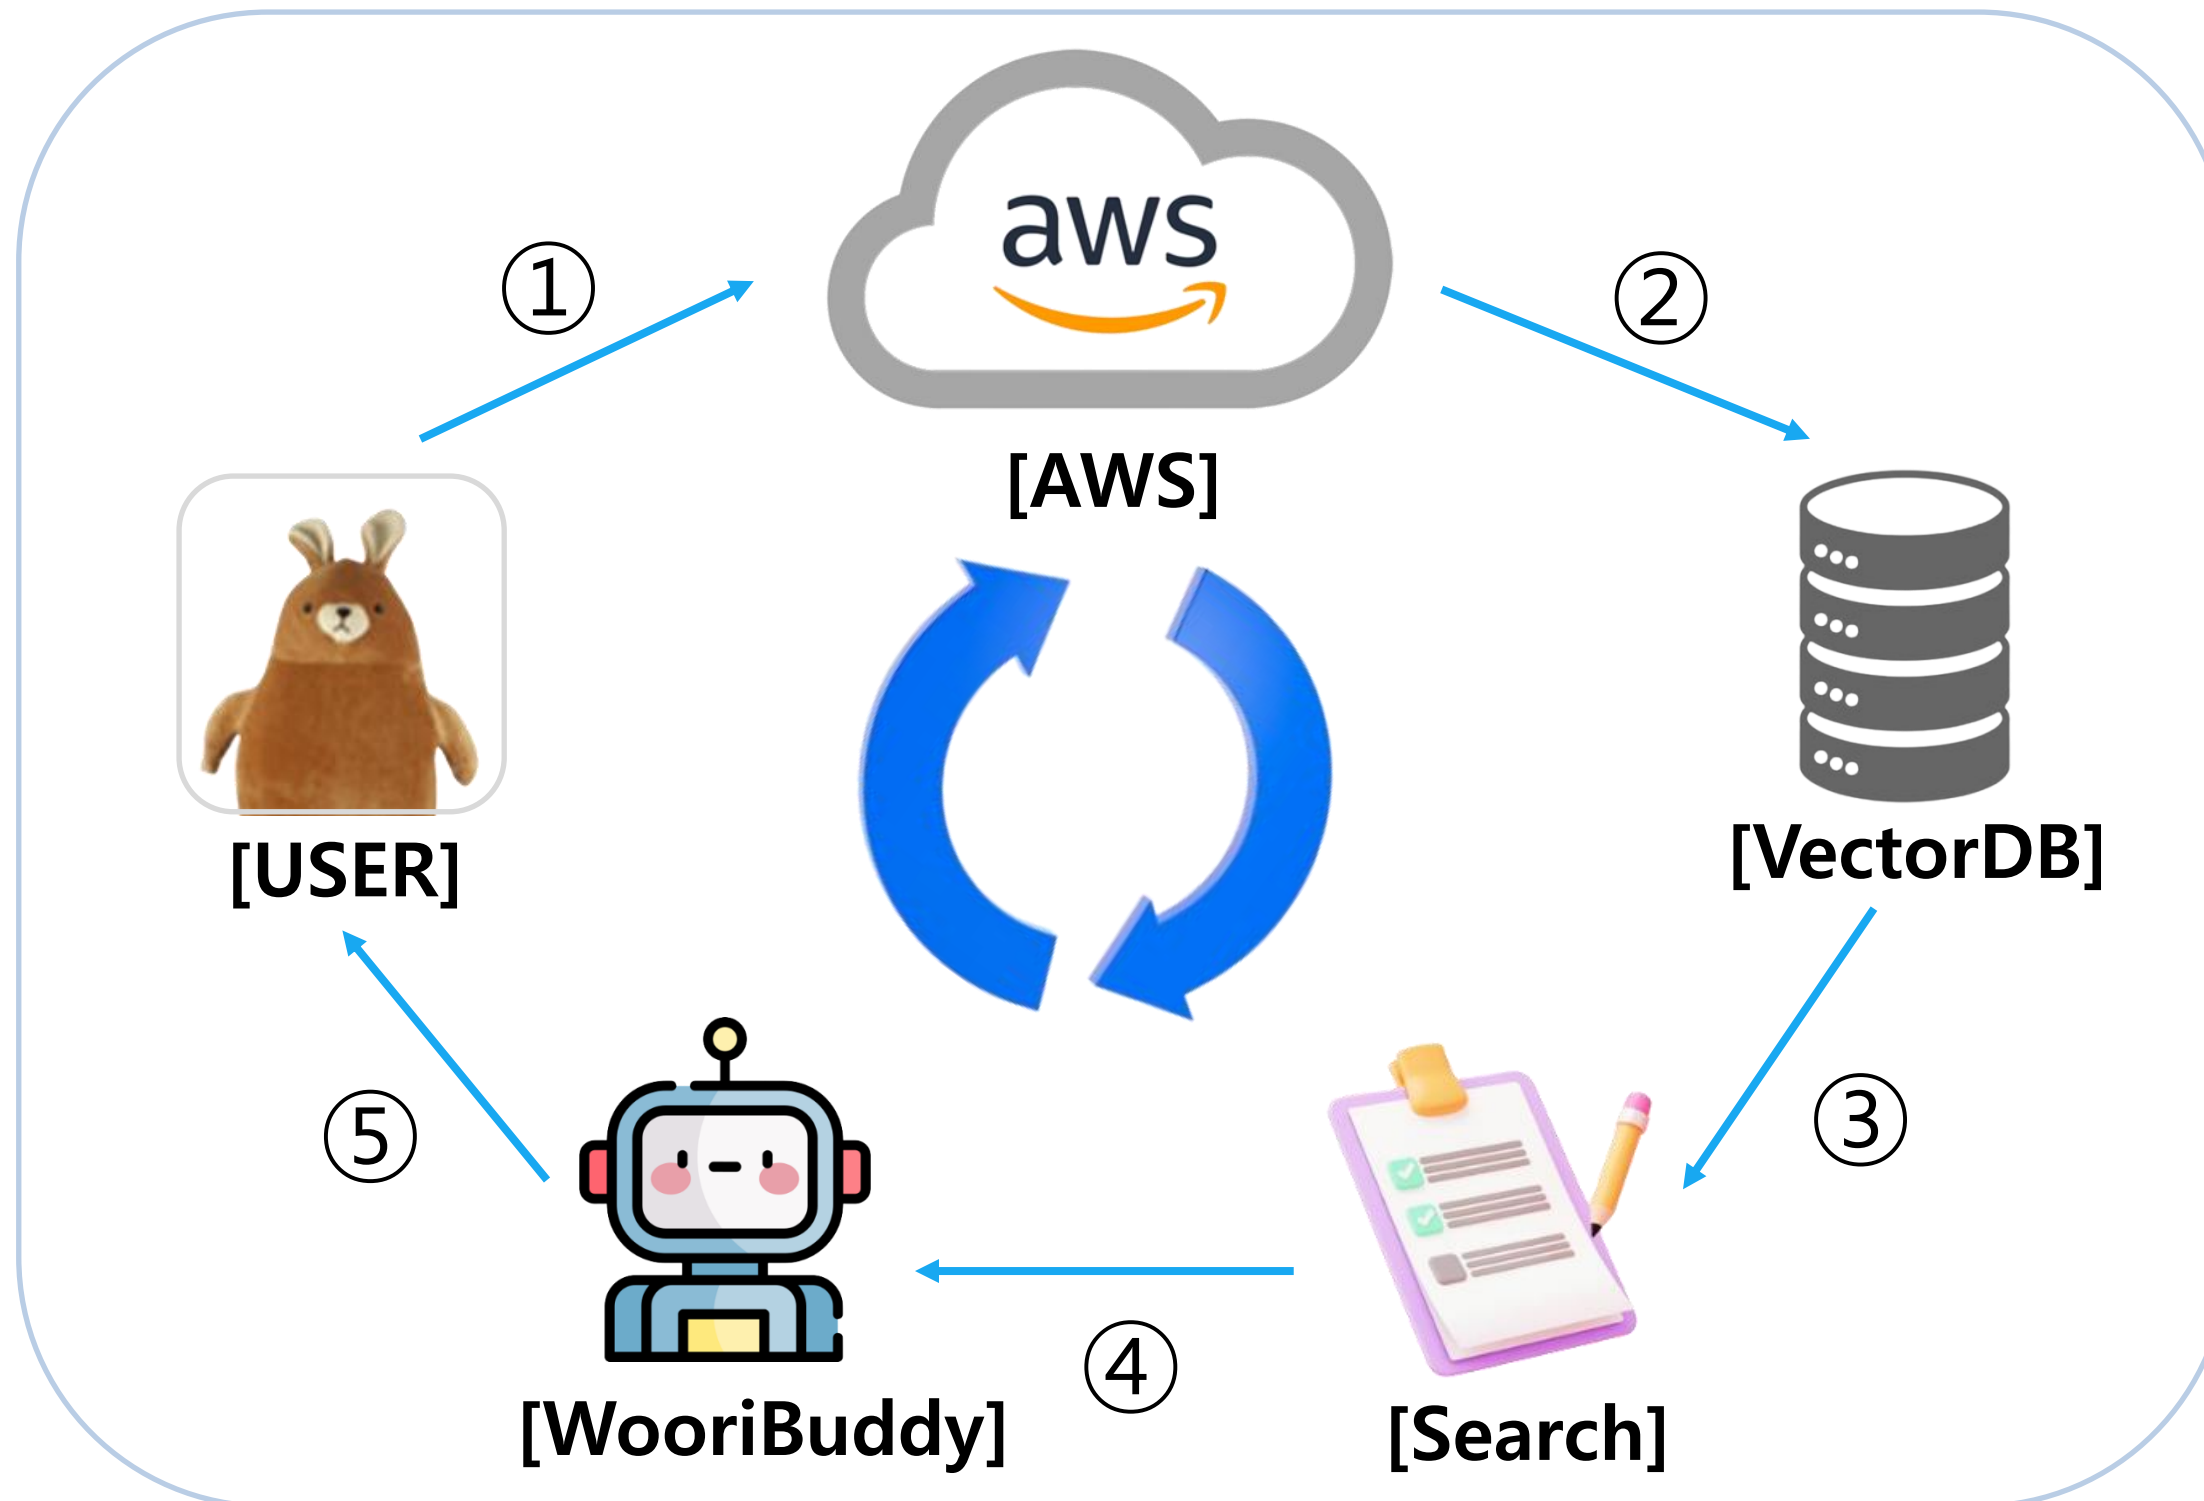 aws
①
②
[AWS]
[USER]
[VectorDB]
⑤
③
④
[WooriBuddy]
[Search]